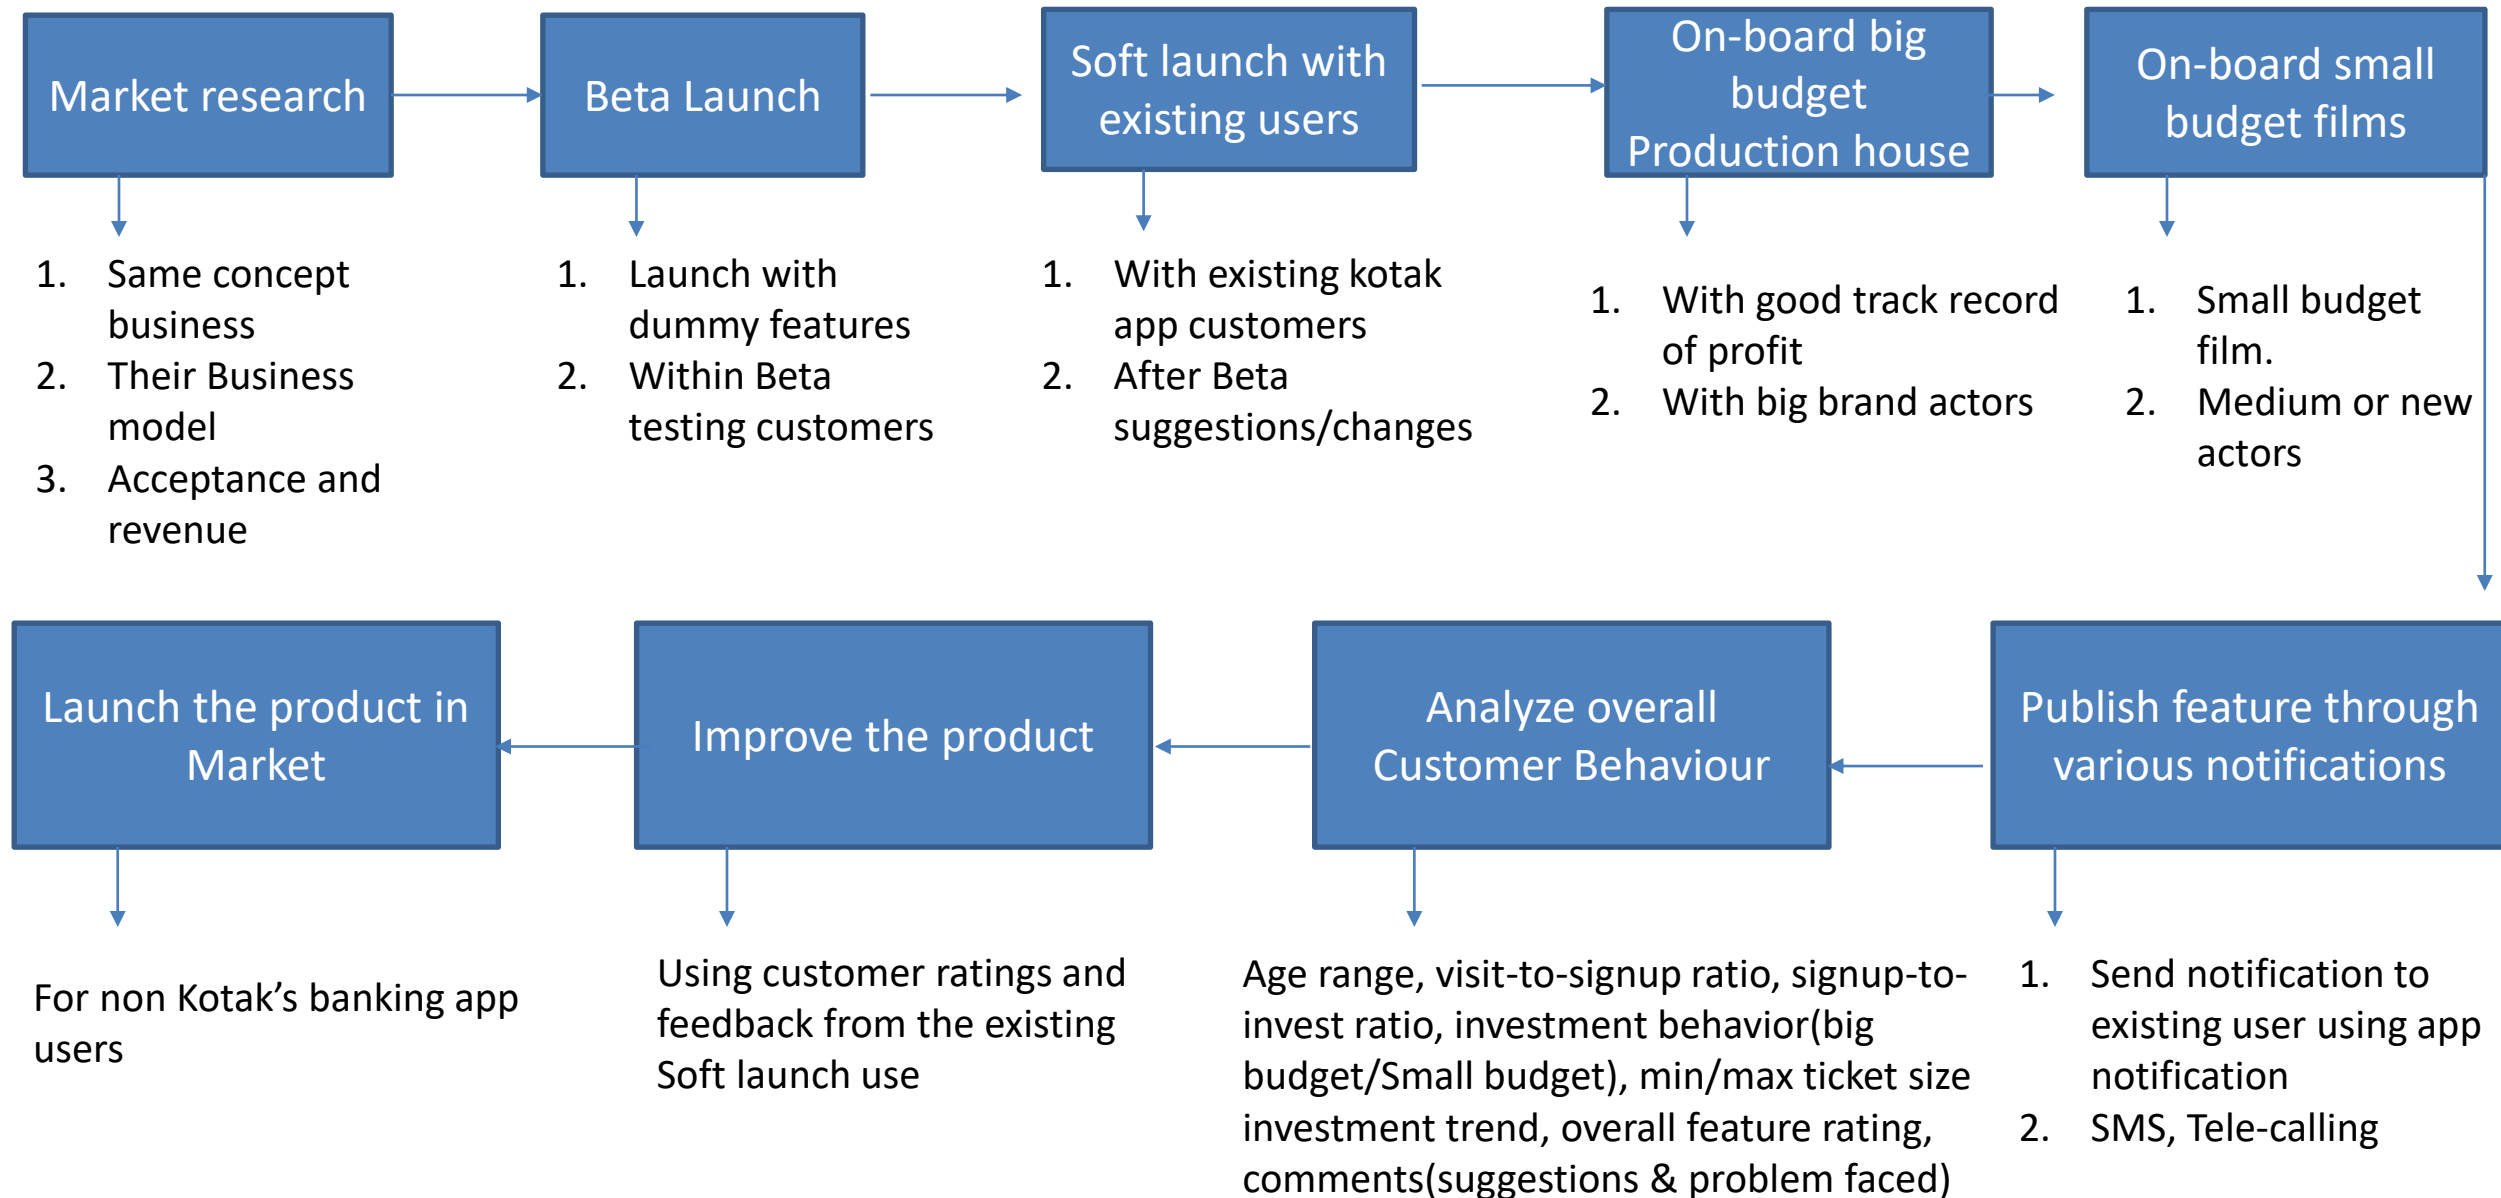 Market research
Beta Launch
Soft launch with
existing users
On-board big
budget
Production house
On-board small
budget films
1. Same concept
business
2. Their Business
model
3. Acceptance and
revenue
1. Launch with
dummy features
2. Within Beta
testing customers
1. With existing kotak
app customers
2. After Beta
suggestions/changes
1. With good track record
of profit
2. With big brand actors
1. Small budget
film.
2. Medium or new
actors
Launch the product in
Market
Improve the product
Analyze overall
Customer Behaviour
Publish feature through
various notifications
For non Kotak’s banking app
users
Using customer ratings and
feedback from the existing
Soft launch use
Age range, visit-to-signup ratio, signup-to-
invest ratio, investment behavior(big
budget/Small budget), min/max ticket size
investment trend, overall feature rating,
comments(suggestions & problem faced)
1. Send notification to
existing user using app
notification
2. SMS, Tele-calling